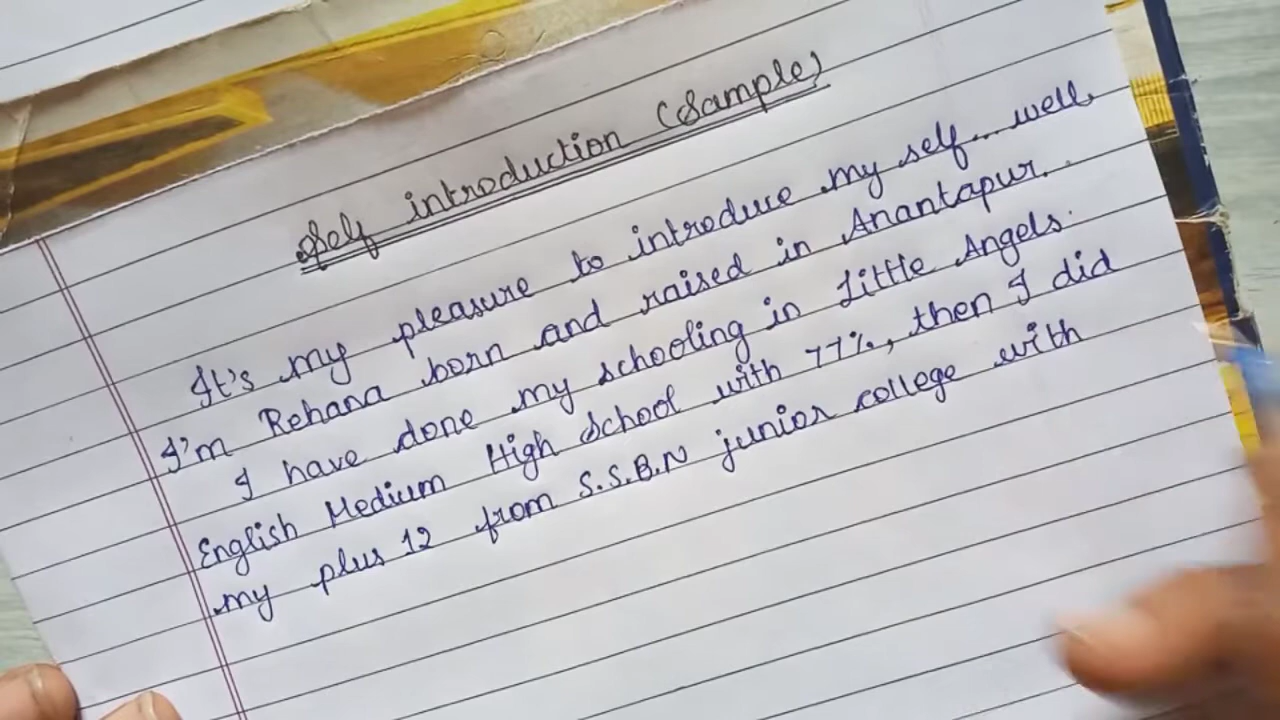 Self introduction (Sample)
It's my pleasure to introduce my self... well
I'm Rehana born and raised in Anantapur.
I have done my schooling in Little Angels.
English Medium High School with 77%, then I did
my plus 12 from S.S.B.N junior college with